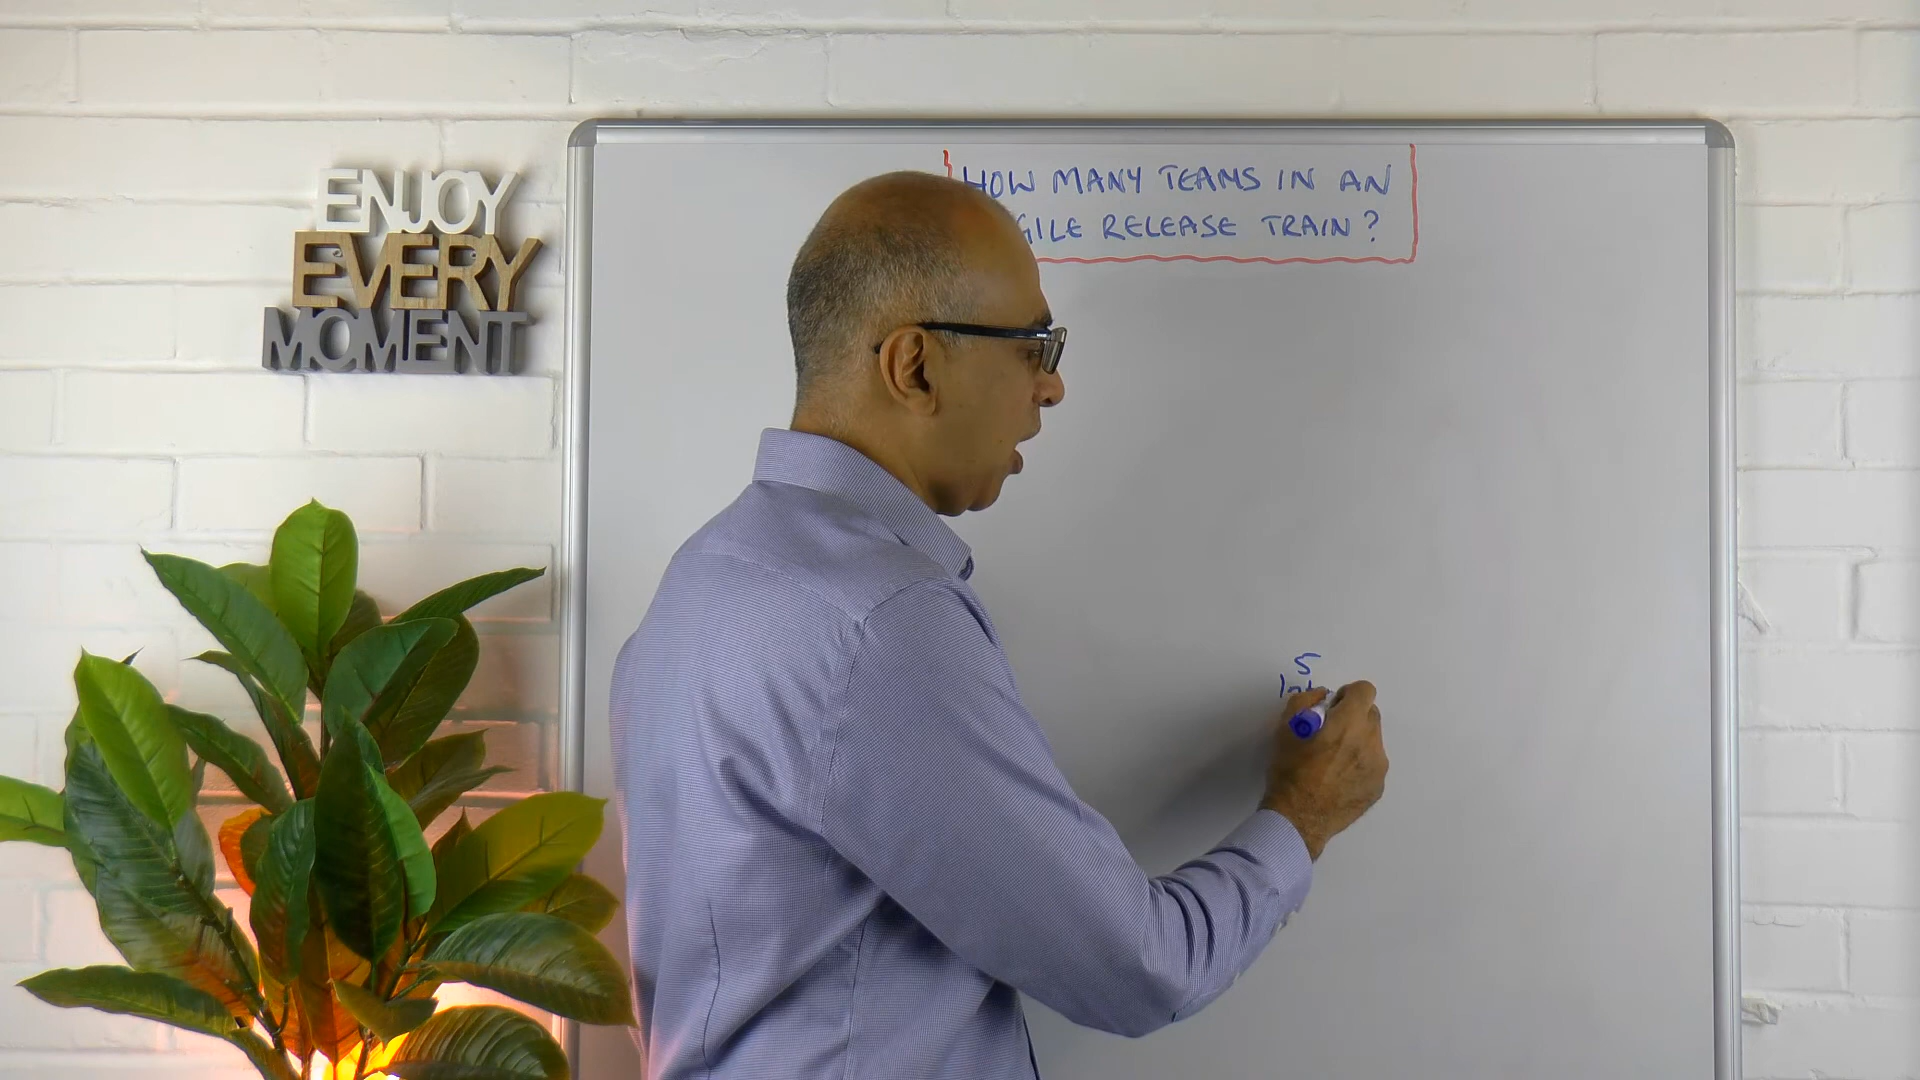 ENJOY
EVERY
MOMENT
HOW MANY TEAMS IN AN
GILE RELEASE TRAIN?
5